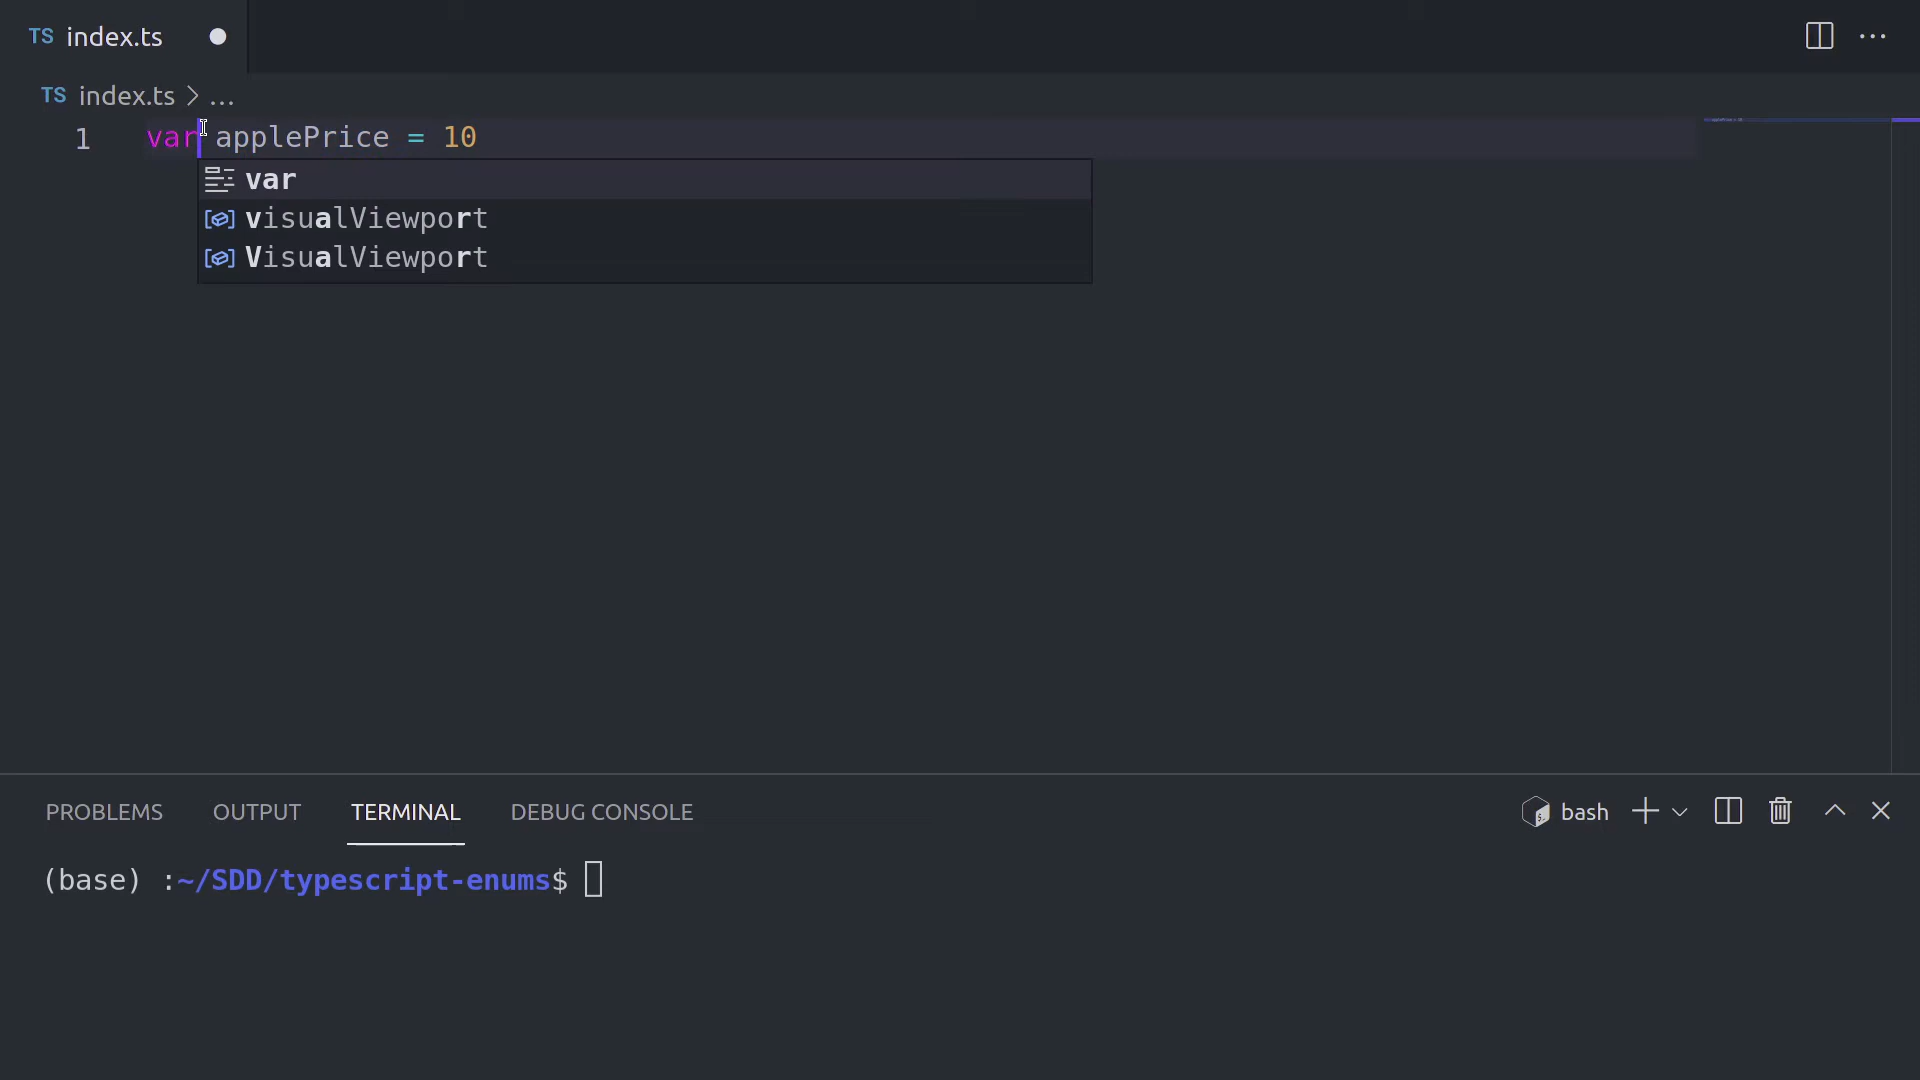 TS index.ts
TS index.ts > ...
1 var applePrice = 10
var
visualViewport
VisualViewport
PROBLEMS OUTPUT TERMINAL DEBUG CONSOLE bash
(base) :~/SDD/typescript-enums$